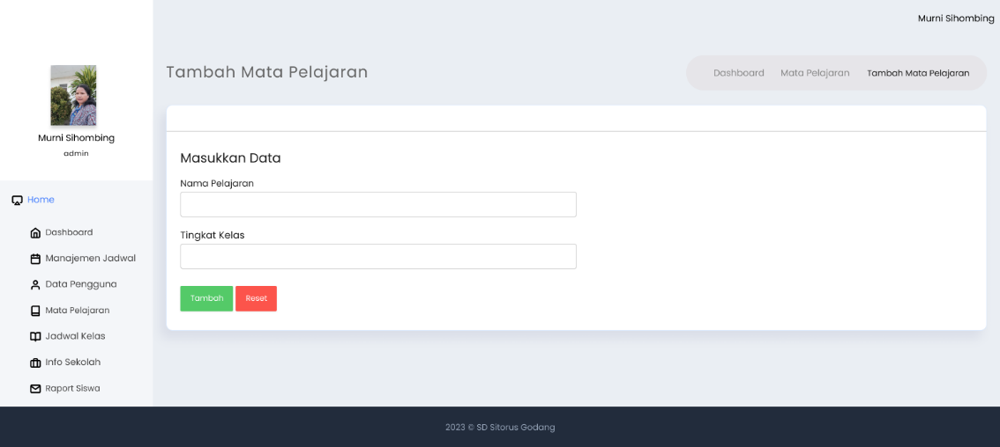 Murni Sihombing
Murni Sihombing
admin
Home
Dashboard
Manajemen Jadwal
Data Pengguna
Mata Pelajaran
Jadwal Kelas
Info Sekolah
Raport Siswa
Tambah Mata Pelajaran
Dashboard Mata Pelajaran Tambah Mata Pelajaran
Masukkan Data
Nama Pelajaran
Tingkat Kelas
Tambah Reset
2023 © SD Sitorus Godang